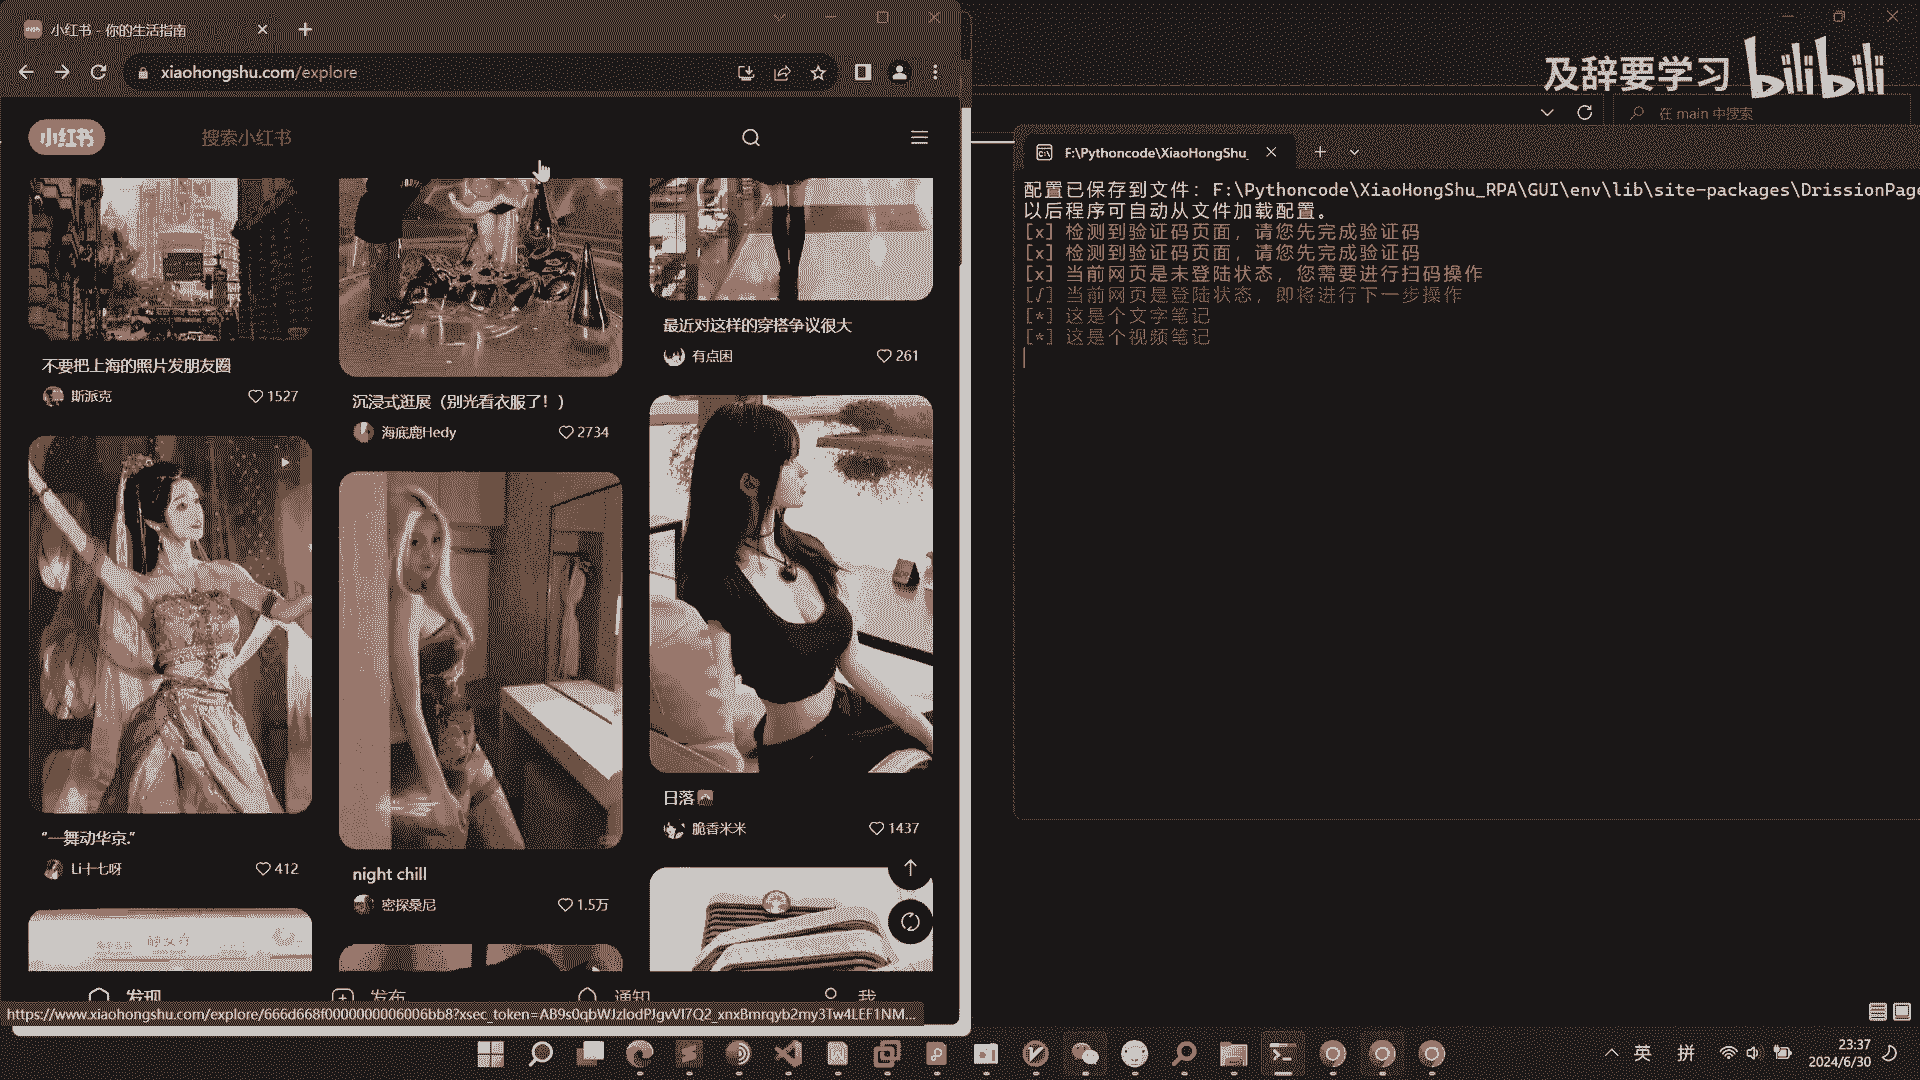 小红书 - 你的生活指南
xiaohongshu.com/explore
及辞要学习 bilibili
在 main 中搜索
小红书
搜索小红书
F:\Pythoncode\XiaoHongShu_
配置已保存到文件：F:\Pythoncode\XiaoHongShu_RPA\GUI\env\lib\site-packages\DrissionPage
以后程序可自动从文件加载配置。
[x] 检测到验证码页面，请您先完成验证码
[x] 检测到验证码页面，请您先完成验证码
[x] 当前网页是未登陆状态，您需要进行扫码操作
[√] 当前网页是登陆状态，即将进行下一步操作
[*] 这是个文字笔记
[*] 这是个视频笔记
不要把上海的照片发朋友圈
斯派克 1527
沉浸式逛展（别光看衣服了！）
海底鹿Hedy 2734
最近对这样的穿搭争议很大
有点困 261
“一舞动华京.”
Li十七呀 412
night chill
密探桑尼 1.5万
日落
脆香米米 1437
发现 发布 通知 我
https://www.xiaohongshu.com/explore/666d668f0000000006006bb8?xsec_token=AB9s0qbWJzlodPJgvVI7Q2_xnxBmrqyb2my3Tw4LEF1NM...
英 拼
23:37
2024/6/30